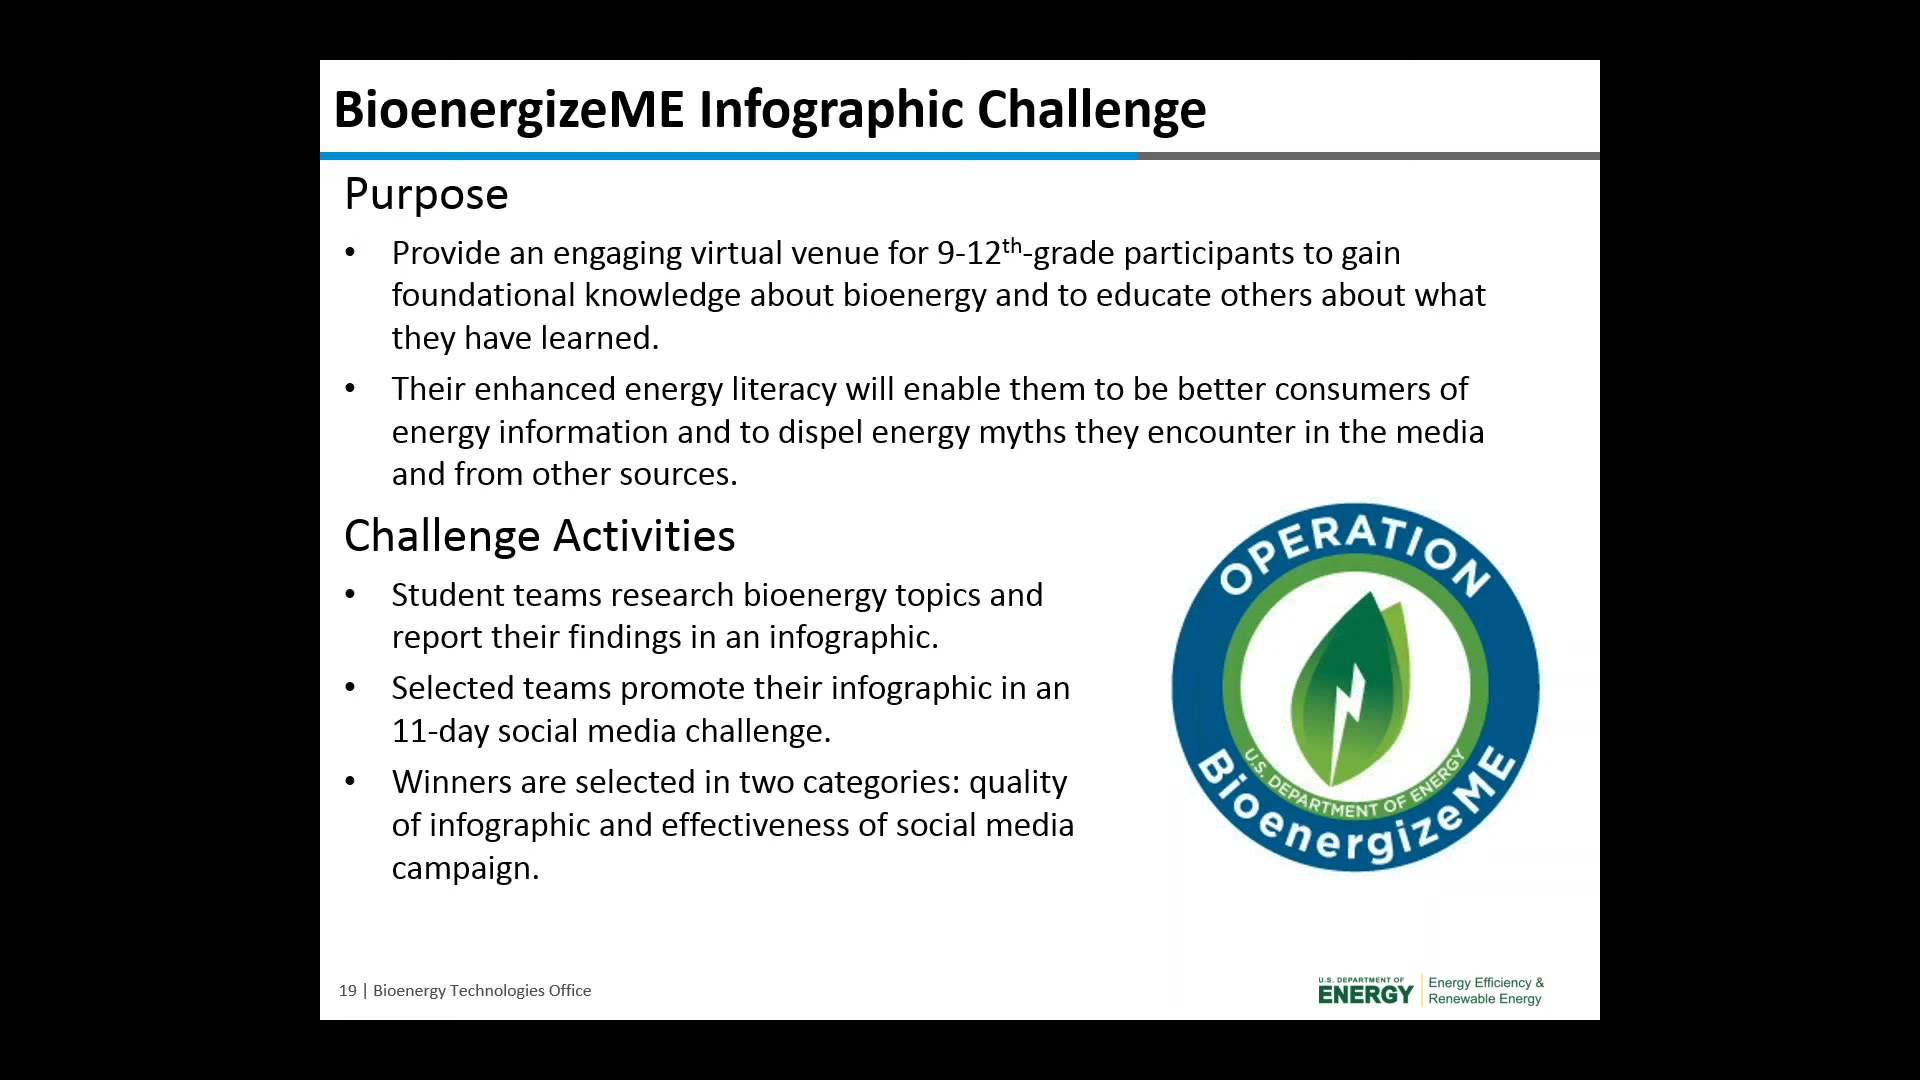 BioenergizeME Infographic Challenge
Purpose
• Provide an engaging virtual venue for 9-12th-grade participants to gain
foundational knowledge about bioenergy and to educate others about what
they have learned.
• Their enhanced energy literacy will enable them to be better consumers of
energy information and to dispel energy myths they encounter in the media
and from other sources.
Challenge Activities
• Student teams research bioenergy topics and
report their findings in an infographic.
• Selected teams promote their infographic in an
11-day social media challenge.
• Winners are selected in two categories: quality
of infographic and effectiveness of social media
campaign.
OPERATION
U.S. DEPARTMENT OF ENERGY
BioenergizeME
19 | Bioenergy Technologies Office
U.S. DEPARTMENT OF
ENERGY
Energy Efficiency &
Renewable Energy